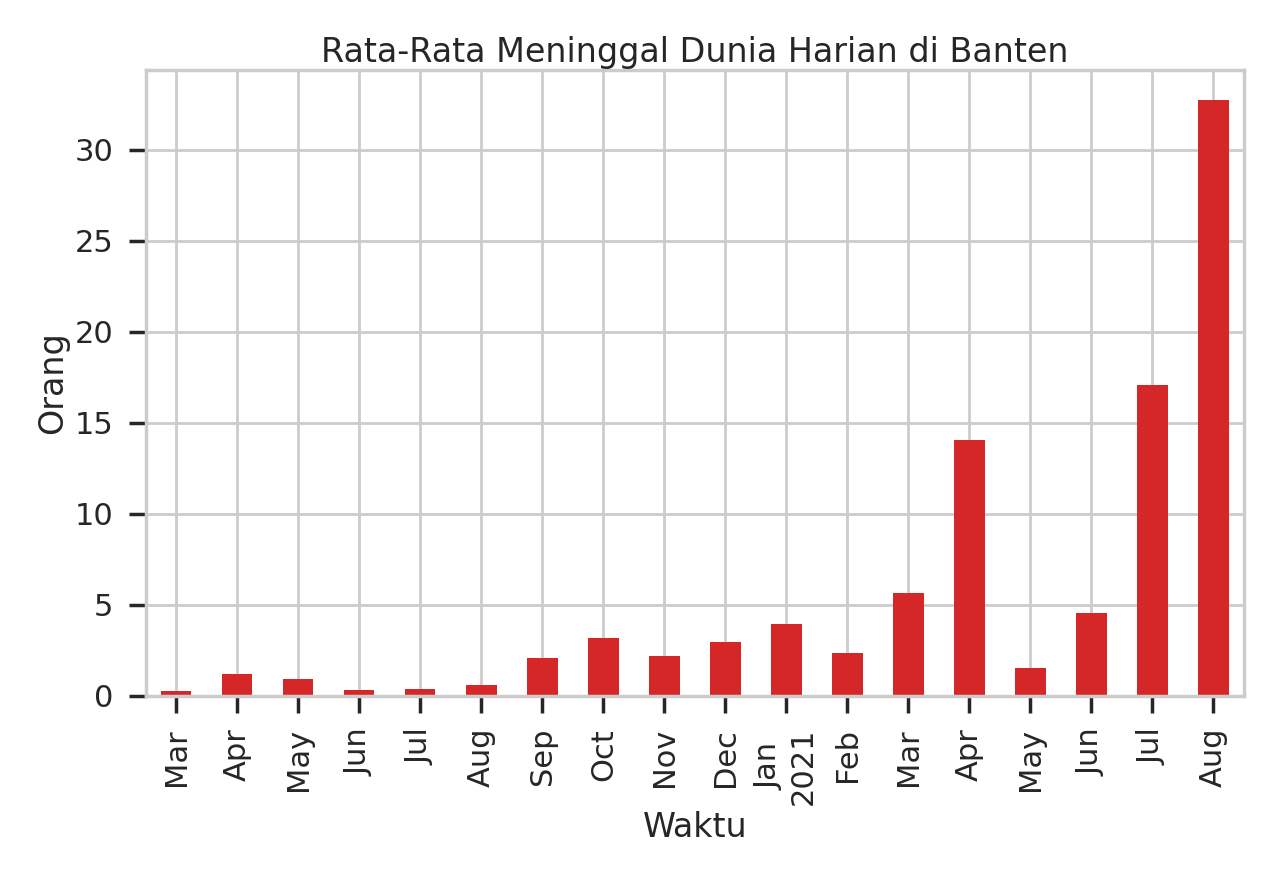 Rata-Rata Meninggal Dunia Harian di Banten
Orang
30
25
20
15
10
5
0
Mar
Apr
May
Jun
Jul
Aug
Sep
Oct
Nov
Dec
Jan
2021
Feb
Mar
Apr
May
Jun
Jul
Aug
Waktu